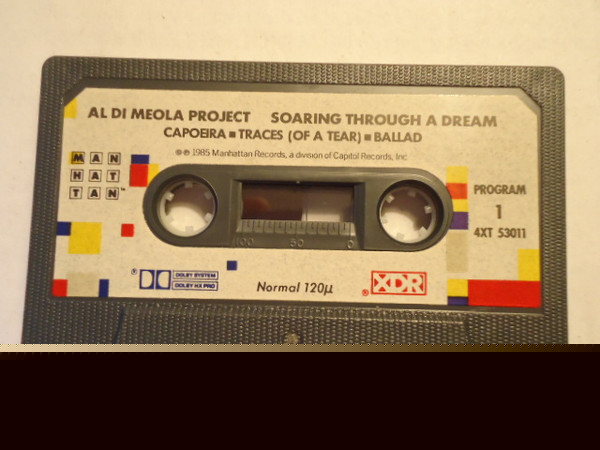 AL DI MEOLA PROJECT SOARING THROUGH A DREAM
CAPOEIRA ■ TRACES (OF A TEAR) ■ BALLAD
℗© 1985 Manhattan Records, a division of Capitol Records, Inc
MAN
HAT
TAN™
PROGRAM
1
4XT 53011
100 50 0
® DOLBY SYSTEM
DOLBY HX PRO
Normal 120µ
® XDR